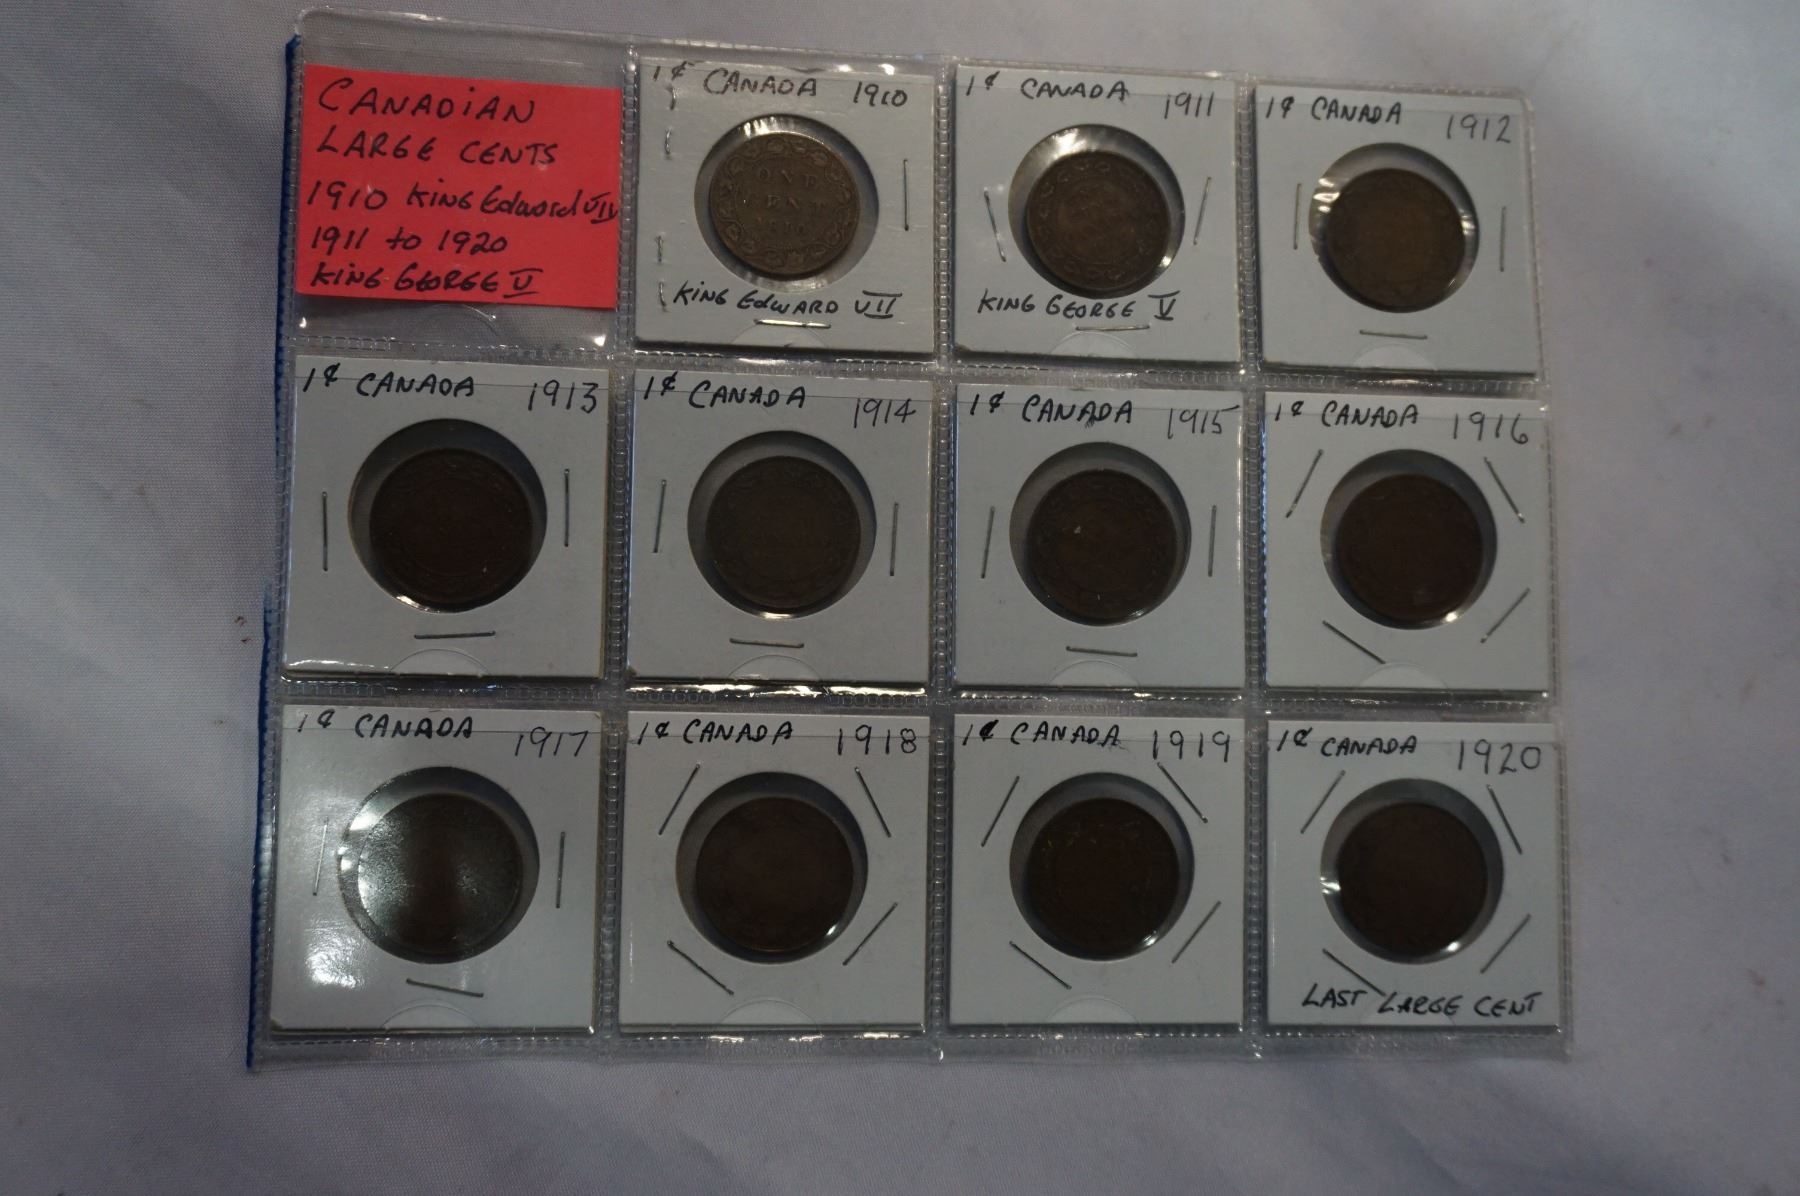 CANADIAN
LARGE CENTS
1910 KING Edward VII
1911 to 1920
KING GEORGE V
1¢ CANADA 1910
ONE
CENT
1910
KING EdWARD VII
1¢ CANADA 1911
KING GEORGE V
1¢ CANADA 1912
1¢ CANADA 1913
1¢ CANADA 1914
1¢ CANADA 1915
1¢ CANADA 1916
1¢ CANADA 1917
1¢ CANADA 1918
1¢ CANADA 1919
1¢ CANADA 1920
LAST LARGE CENT